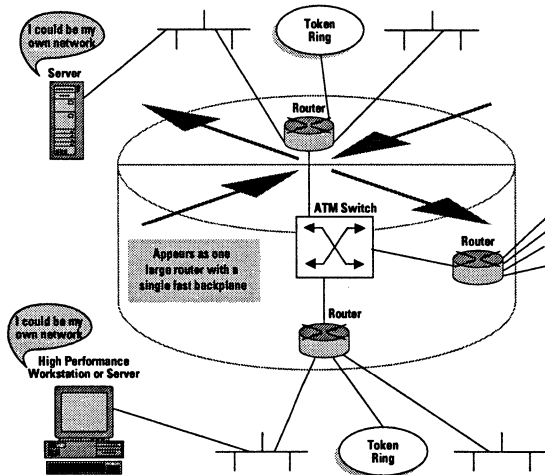 I could be my
own network
Server
Token
Ring
Router
ATM Switch
Appeurs as one
large router with a
single fast backplane
Router
Router
I could be my
own network
High Performance
Workstation or Server
Token
Ring